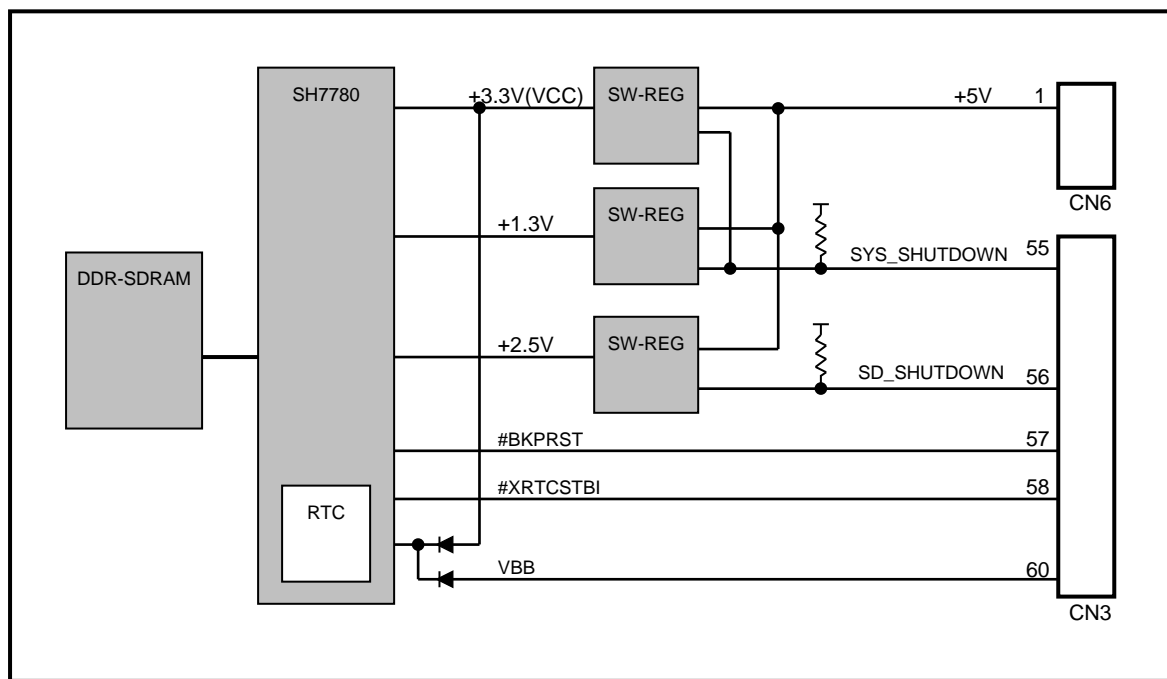 SH7780
+3.3V(VCC)
SW-REG
+5V
1
CN6
+1.3V
SW-REG
SYS_SHUTDOWN
55
DDR-SDRAM
+2.5V
SW-REG
SD_SHUTDOWN
56
#BKPRST
57
#XRTCSTBI
58
RTC
VBB
60
CN3